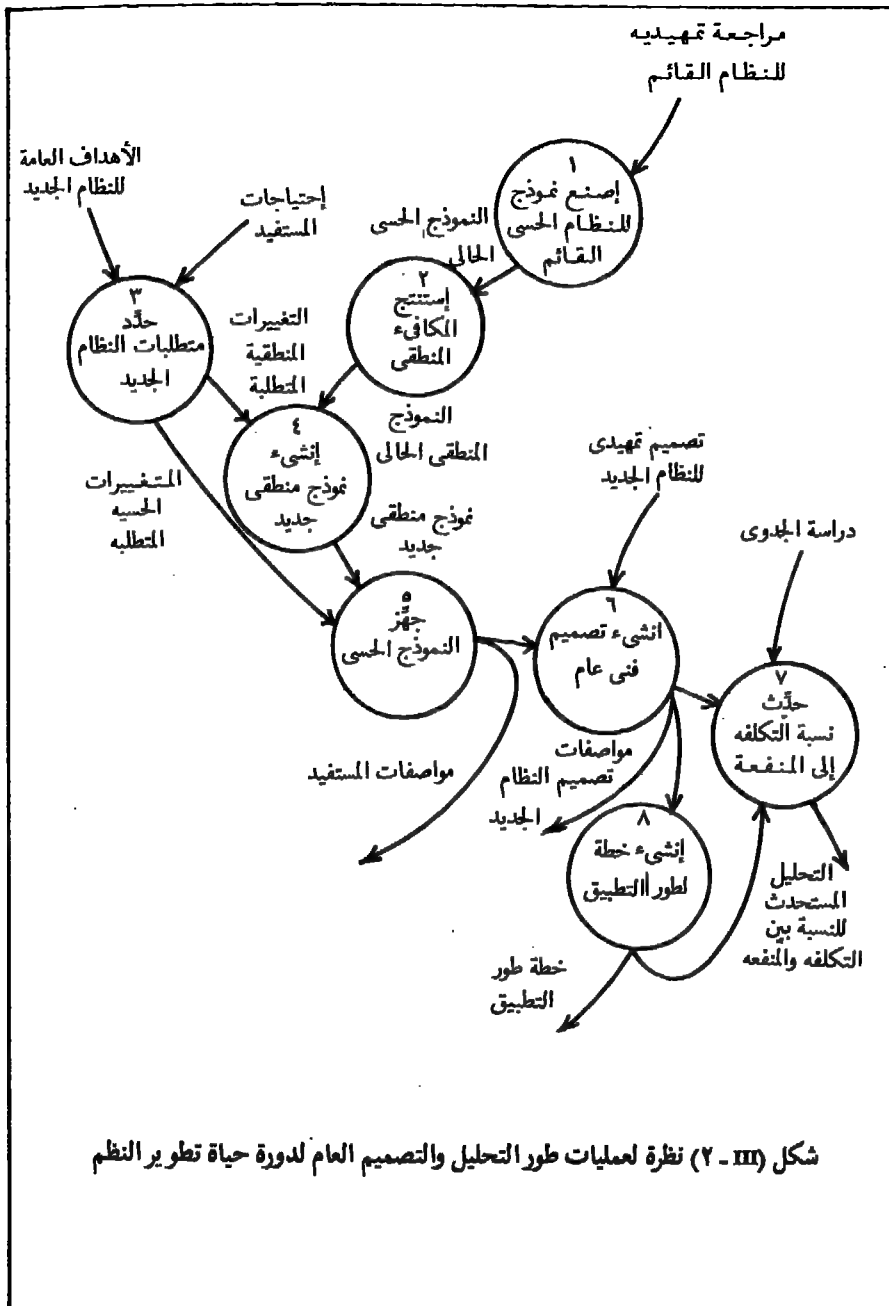 مراجعة تمهيديه
للنظام القائم
١
إصنع نموذج
للنظام الحسى
القائم
النموذج الحسى
الحالى
٢
إستنتج
المكافىء
المنطقى
الأهداف العامة
للنظام الجديد
إحتياجات
المستفيد
٣
حدَّد
متطلبات النظام
الجديد
التغييرات
المنطقية
المتطلبة
النموذج
المنطقى الحالى
٤
إنشىء
نموذج منطقى
جديد
المتغييرات
الحسيه
المتطلبه
نموذج منطقى
جديد
٥
جهَّز
النموذج الحسى
تصميم تمهيدى
للنظام الجديد
٦
انشىء تصميم
فنى عام
دراسة الجدوى
٧
حدَّث
نسبة التكلفه
إلى المنفعة
مواصفات المستفيد
مواصفات
تصميم النظام
الجديد
٨
إنشىء خطة
لطور التطبيق
التحليل
المستحدث
للنسبة بين
التكلفه والمنفعه
خطة طور
التطبيق
شكل (III - ٢) نظرة لعمليات طور التحليل والتصميم العام لدورة حياة تطوير النظم